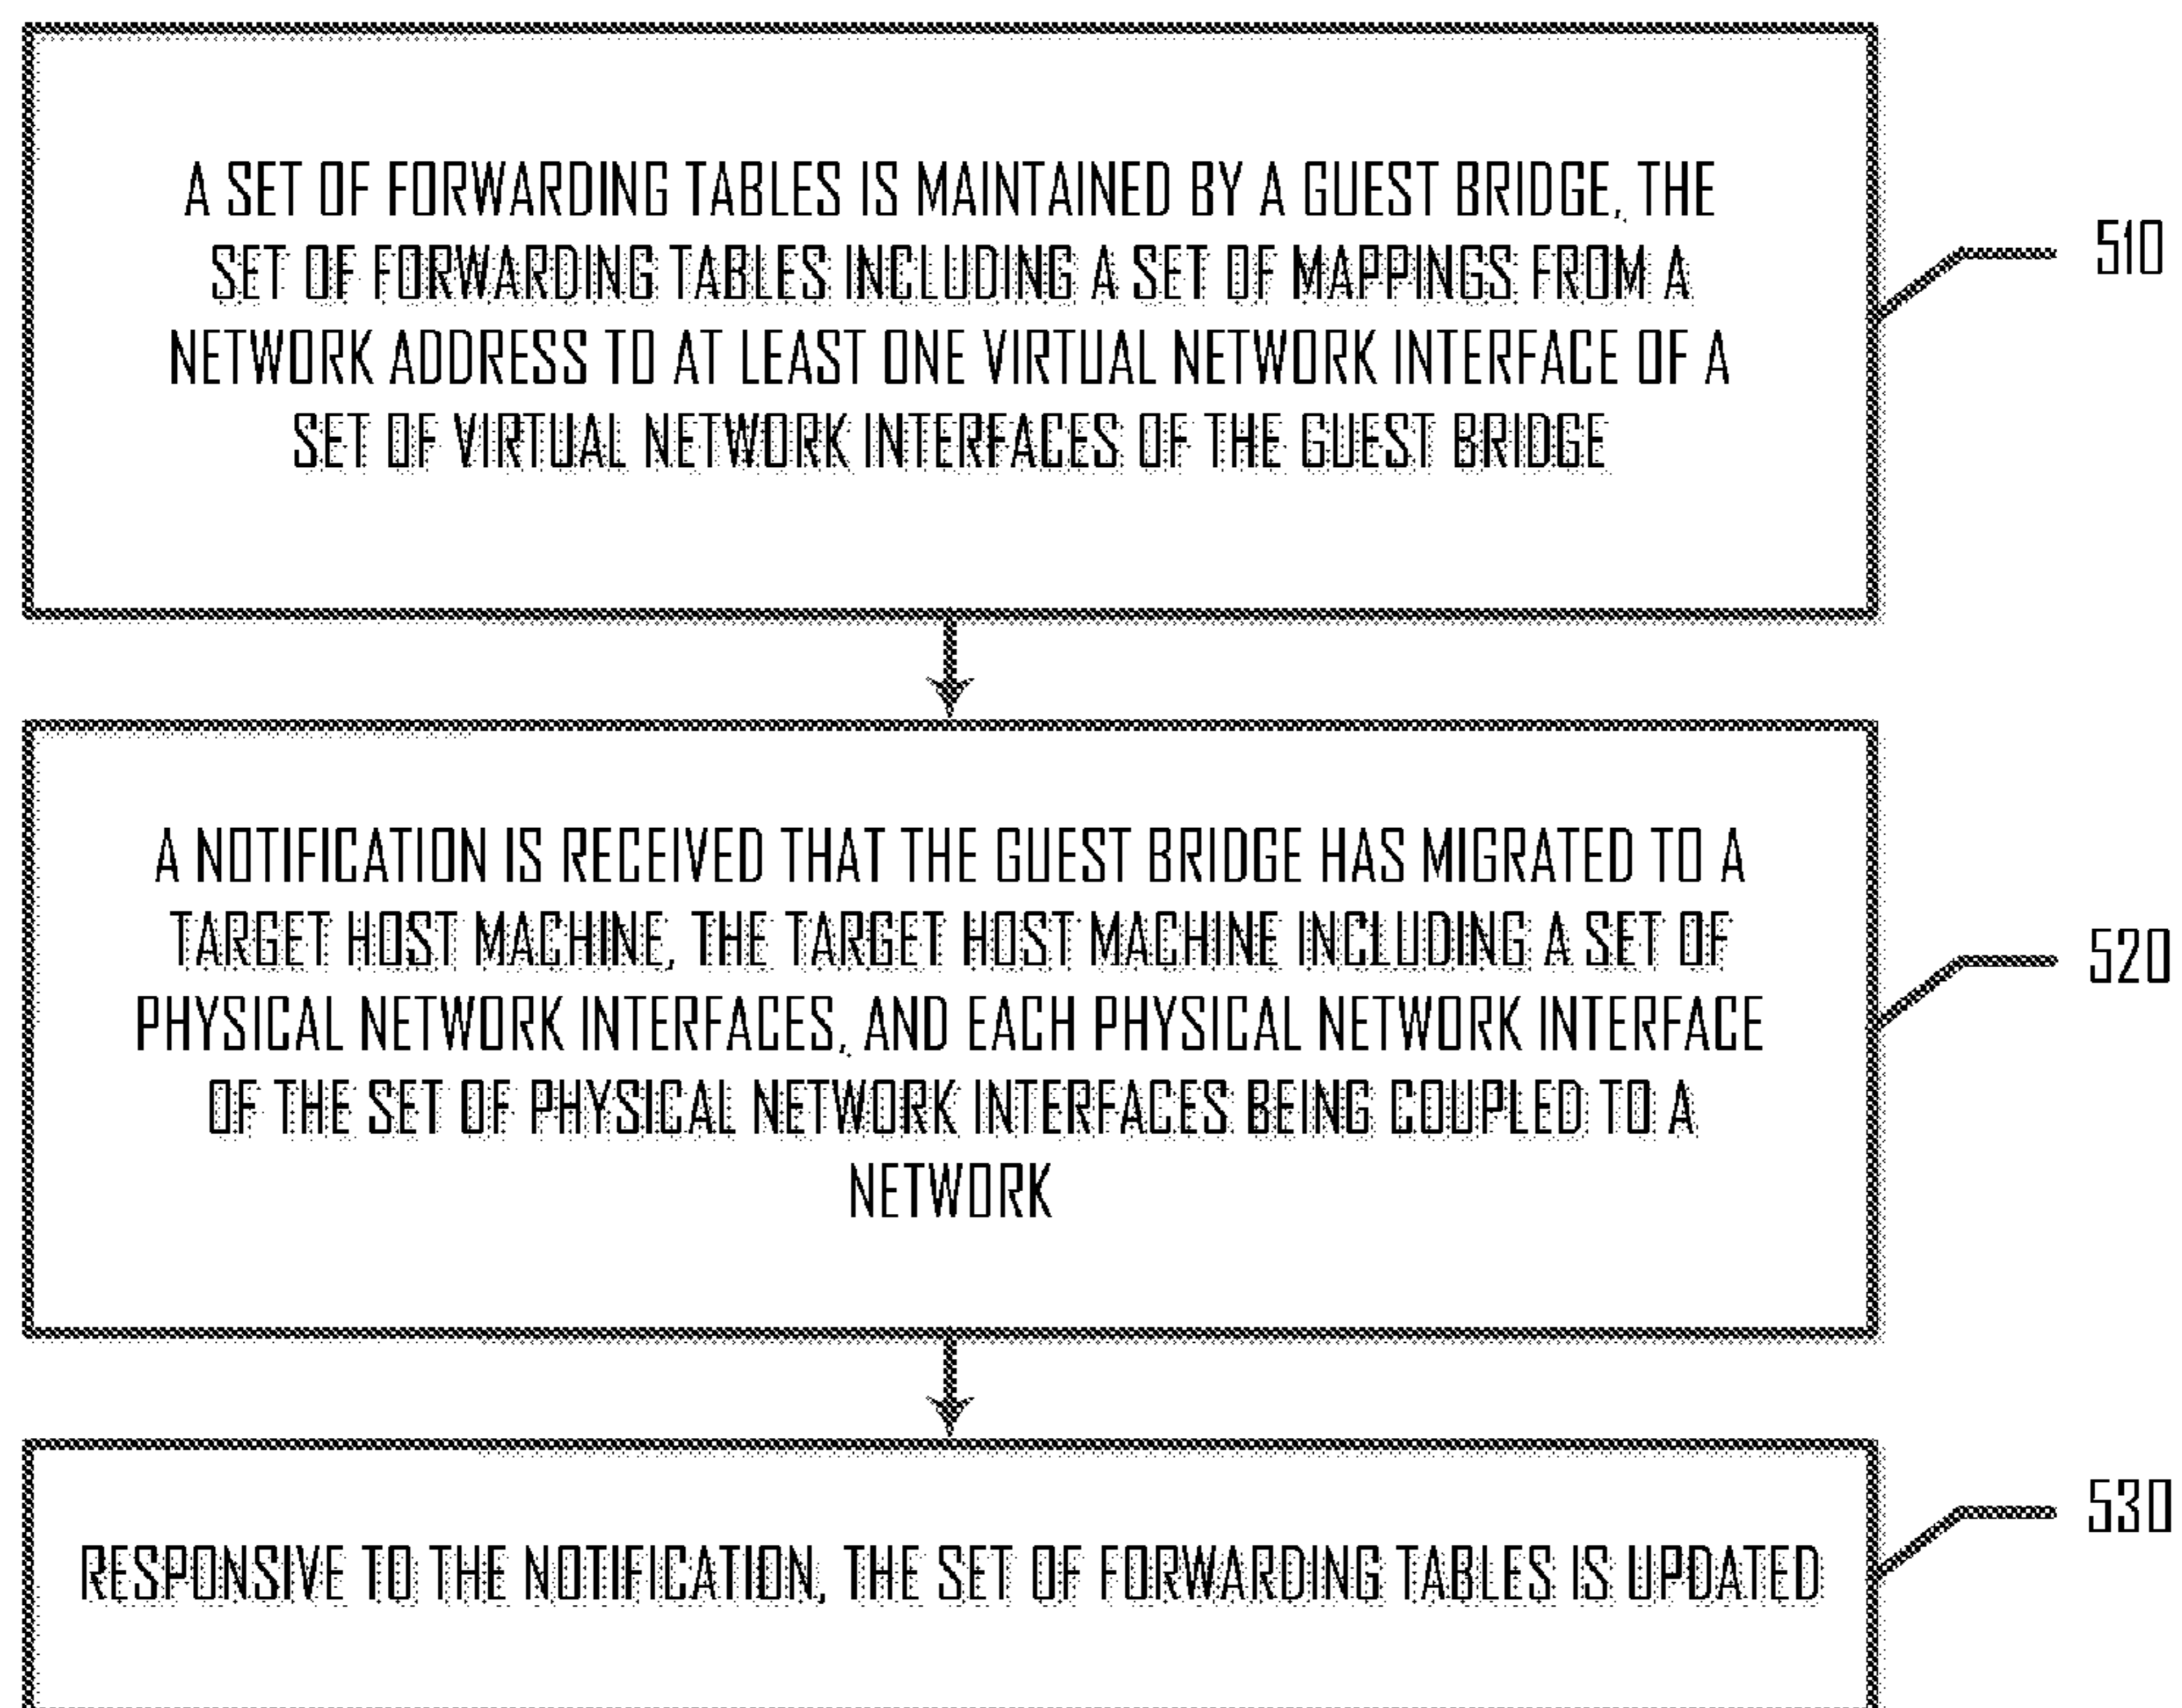 A SET OF FORWARDING TABLES IS MAINTAINED BY A GUEST BRIDGE, THE
SET OF FORWARDING TABLES INCLUDING A SET OF MAPPINGS FROM A
NETWORK ADDRESS TO AT LEAST ONE VIRTUAL NETWORK INTERFACE OF A
SET OF VIRTUAL NETWORK INTERFACES OF THE GUEST BRIDGE
510
A NOTIFICATION IS RECEIVED THAT THE GUEST BRIDGE HAS MIGRATED TO A
TARGET HOST MACHINE, THE TARGET HOST MACHINE INCLUDING A SET OF
PHYSICAL NETWORK INTERFACES, AND EACH PHYSICAL NETWORK INTERFACE
OF THE SET OF PHYSICAL NETWORK INTERFACES BEING COUPLED TO A
NETWORK
520
RESPONSIVE TO THE NOTIFICATION, THE SET OF FORWARDING TABLES IS UPDATED
530